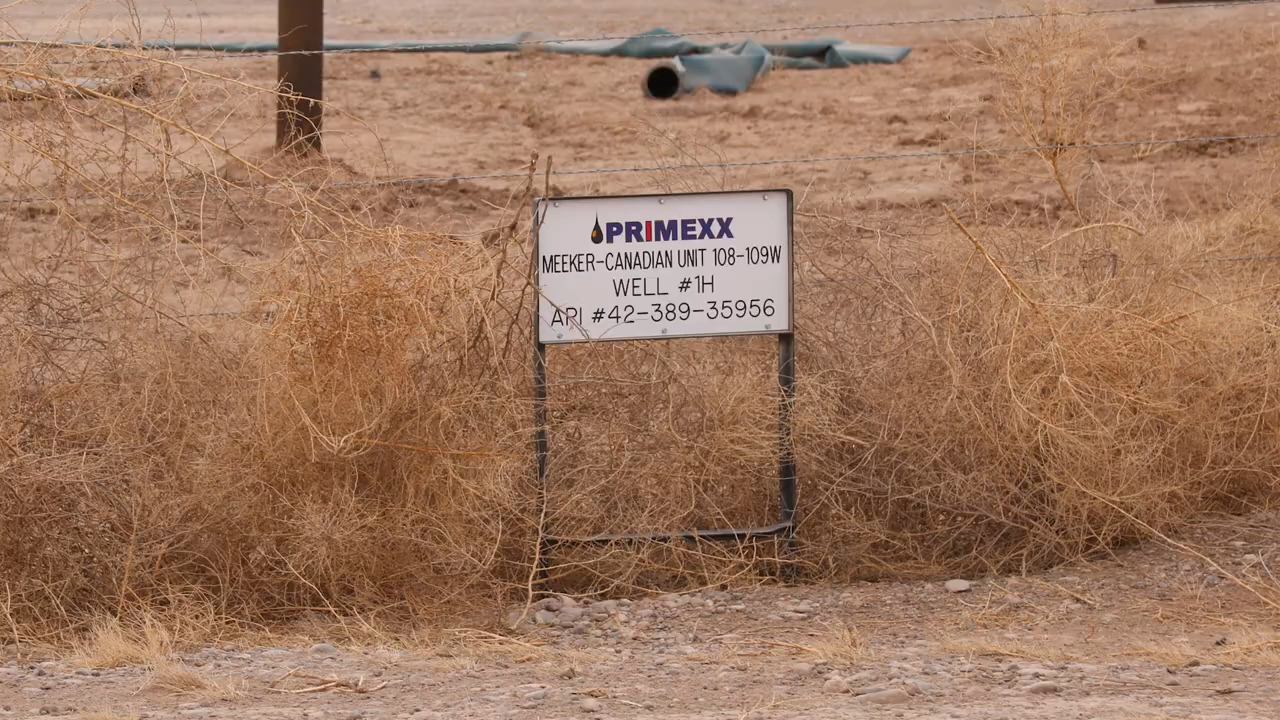 PRIMEXX
MEEKER-CANADIAN UNIT 108-109W
WELL #1H
API #42-389-35956